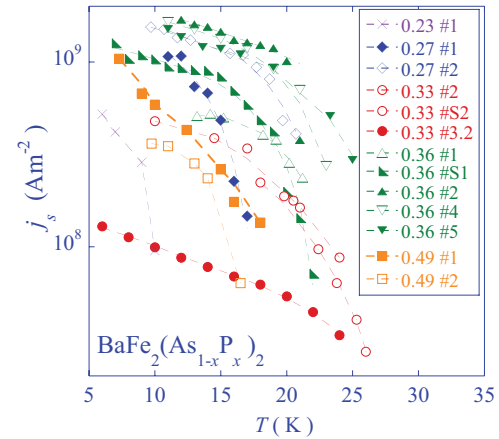 10⁹
10⁸
j_s (Am⁻²)
0.23 #1
0.27 #1
0.27 #2
0.33 #2
0.33 #S2
0.33 #3.2
0.36 #1
0.36 #S1
0.36 #2
0.36 #4
0.36 #5
0.49 #1
0.49 #2
BaFe₂(As₁₋ₓPₓ)₂
5 10 15 20 25 30 35
T (K)